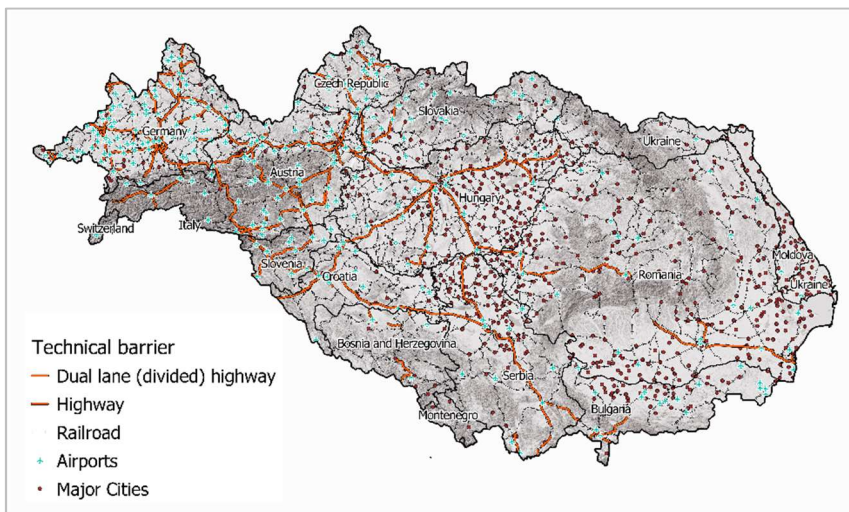 Czech Republic
Slovakia
Germany
Ukraine
Austria
Hungary
Switzerland
Italy
Slovenia
Croatia
Romania
Moldova
Ukraine
Bosnia and Herzegovina
Serbia
Montenegro
Bulgaria
Technical barrier
Dual lane (divided) highway
Highway
Railroad
Airports
Major Cities